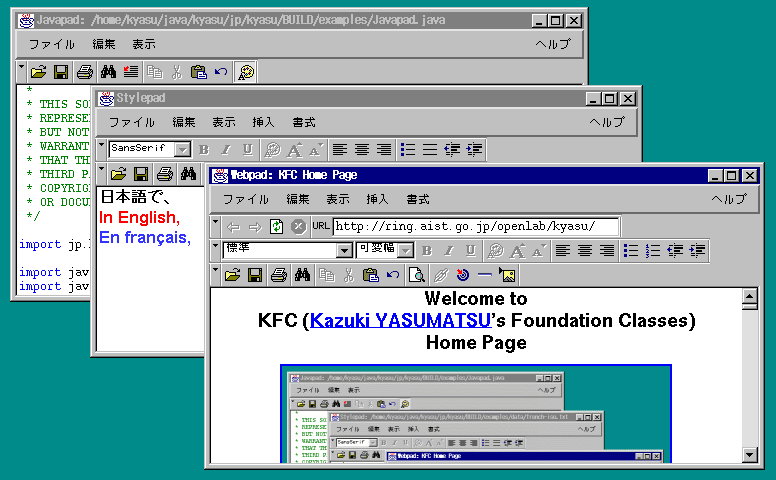 Javapad: /home/kyasu/java/kyasu/jp/kyasu/BUILD/examples/Javapad.java
ファイル 編集 表示 ヘルプ
*
* THIS SO
* REPRESE
* BUT NOT
* WARRANT
* THAT TH
* THIRD P
* COPYRIG
* OR DOCU
*/
import jp.
import jav
import jav
Stylepad
ファイル 編集 表示 挿入 書式 ヘルプ
SansSerif B I U A A
日本語で、
In English,
En français,
Webpad: KFC Home Page
ファイル 編集 表示 挿入 書式 ヘルプ
URL http://ring.aist.go.jp/openlab/kyasu/
標準 可変幅 B I U A A
Welcome to
KFC (Kazuki YASUMATSU's Foundation Classes)
Home Page
Javapad: /home/kyasu/java/kyasu/jp/kyasu/BUILD/examples/Javapad.java
ファイル 編集 表示 ヘルプ
* THIS SO
* REPRESE
* BUT NOT
* WARRANT
* THAT TH
* THIRD P
* COPYRIG
Stylepad: /home/kyasu/java/kyasu/jp/kyasu/BUILD/examples/data/french-iso.txt
ファイル 編集 表示 挿入 書式 ヘルプ
SansSerif B I U A A
Webpad: KFC Home Page